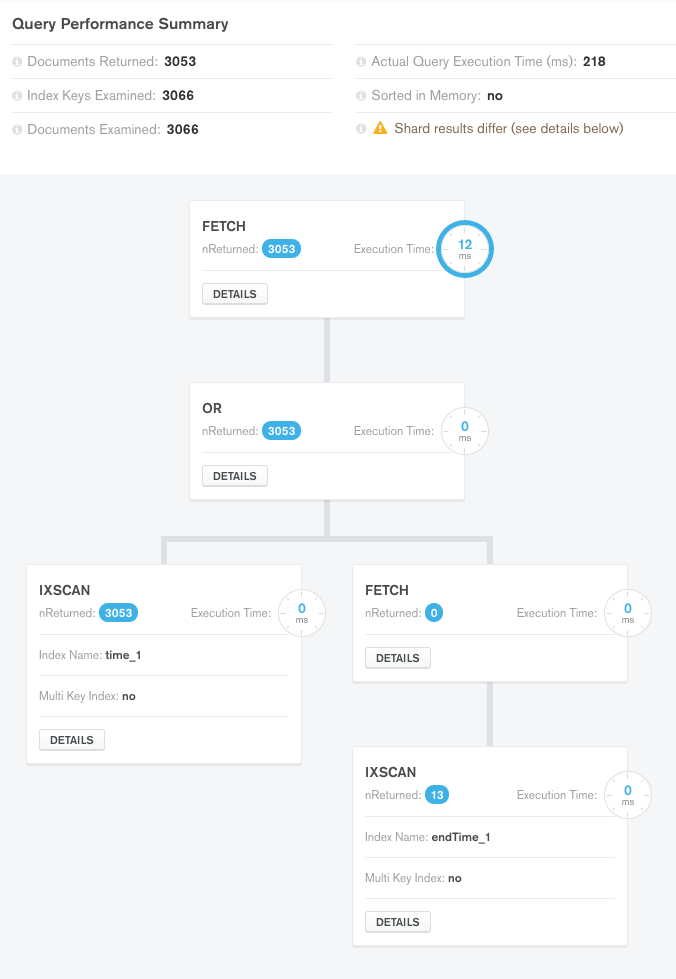 Query Performance Summary
Documents Returned: 3053
Actual Query Execution Time (ms): 218
Index Keys Examined: 3066
Sorted in Memory: no
Documents Examined: 3066
Shard results differ (see details below)
FETCH
nReturned: 3053 Execution Time: 12 ms
DETAILS
OR
nReturned: 3053 Execution Time: 0 ms
DETAILS
IXSCAN
nReturned: 3053 Execution Time: 0 ms
Index Name: time_1
Multi Key Index: no
DETAILS
FETCH
nReturned: 0 Execution Time: 0 ms
DETAILS
IXSCAN
nReturned: 13 Execution Time: 0 ms
Index Name: endTime_1
Multi Key Index: no
DETAILS